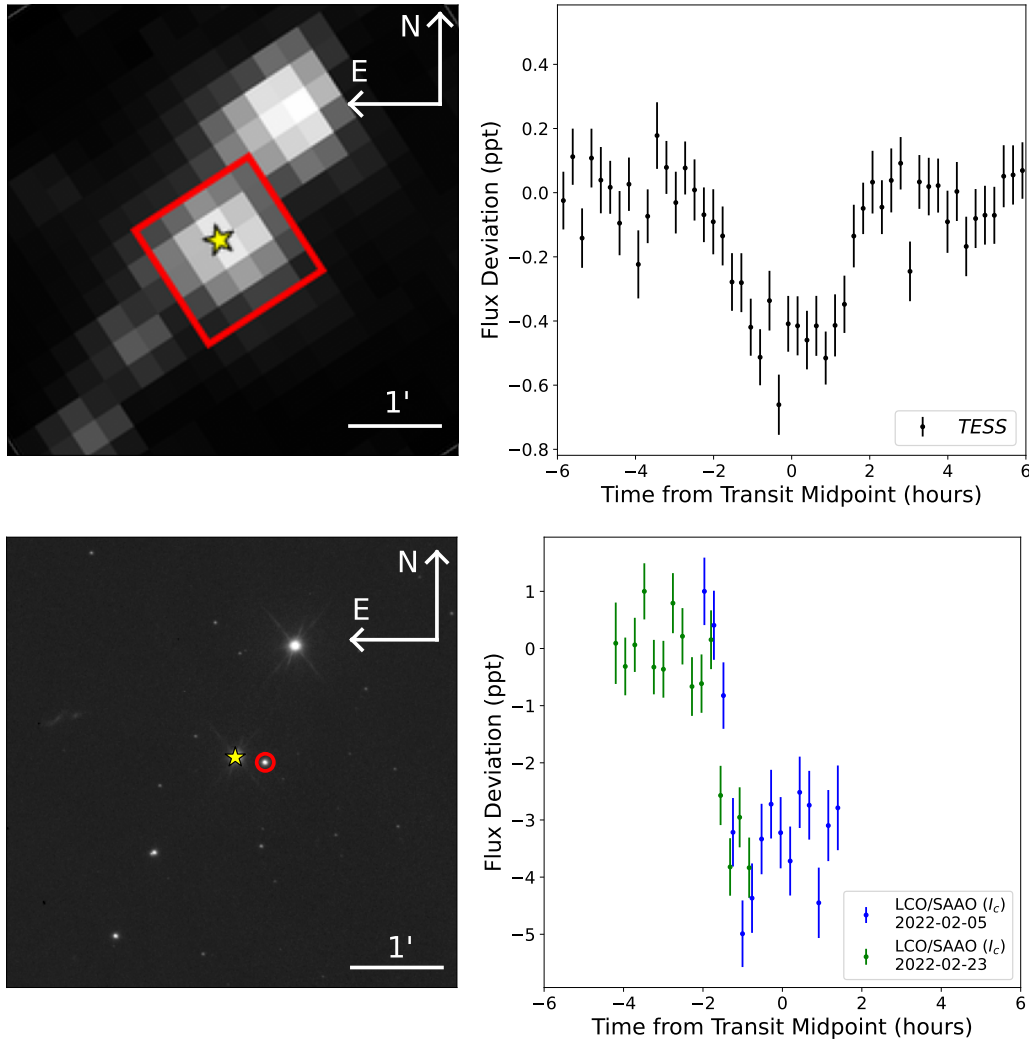 N
E
1'
Flux Deviation (ppt)
0.4
0.2
0.0
−0.2
−0.4
−0.6
−0.8
TESS
−6
−4
−2
0
2
4
6
Time from Transit Midpoint (hours)
N
E
1'
Flux Deviation (ppt)
1
0
−1
−2
−3
−4
−5
LCO/SAAO (Ic)
2022-02-05
LCO/SAAO (Ic)
2022-02-23
−6
−4
−2
0
2
4
6
Time from Transit Midpoint (hours)